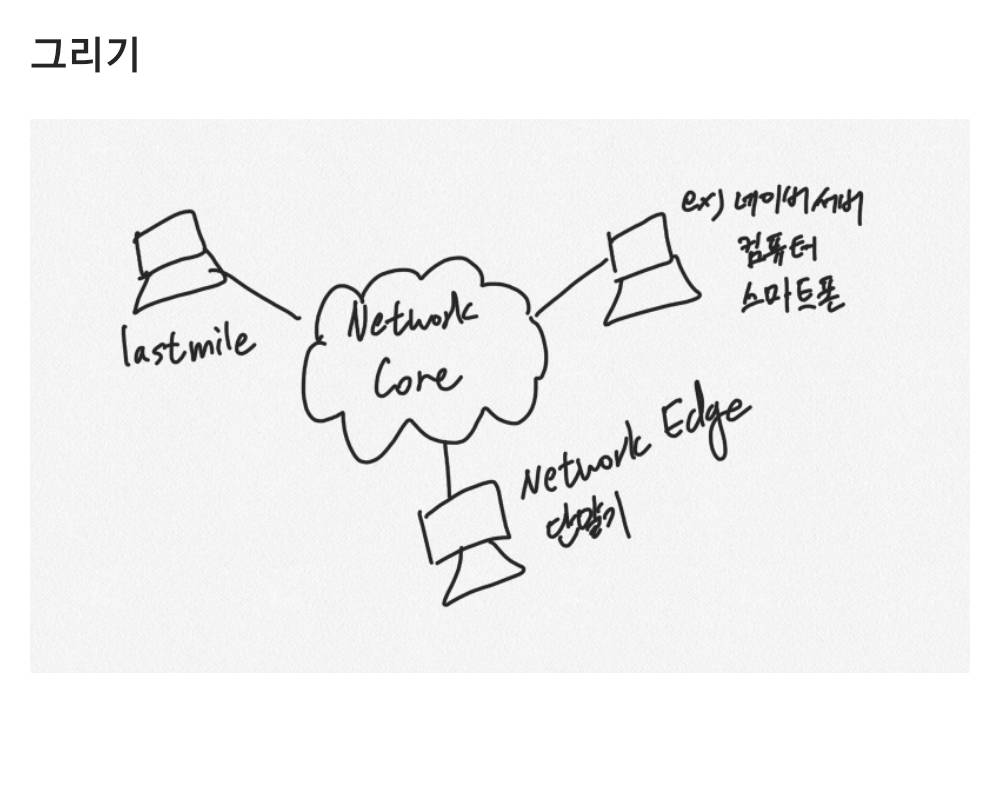 그리기
ex) 네이버 서버
컴퓨터
스마트폰
lastmile
Network
Core
Network Edge
단말기